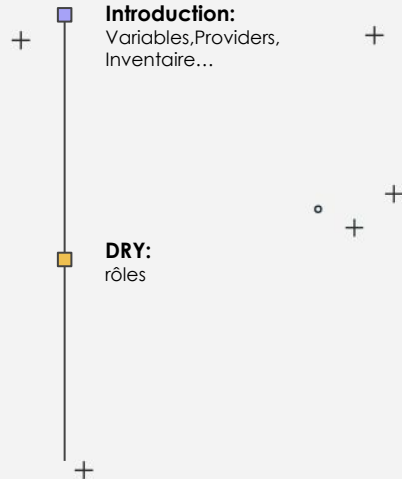 Introduction:
Variables,Providers,
Inventaire…
DRY:
rôles